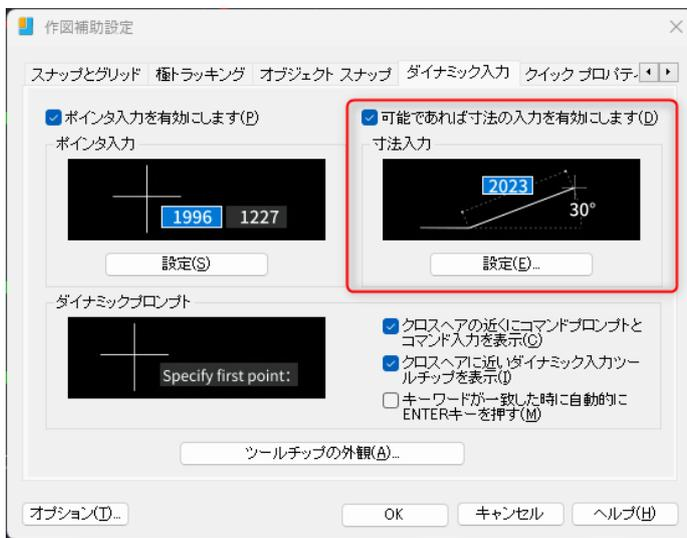 作図補助設定
スナップとグリッド 極トラッキング オブジェクト スナップ ダイナミック入力 クイック プロパティ
ポインタ入力を有効にします(P)
ポインタ入力
1996 1227
設定(S)
可能であれば寸法の入力を有効にします(D)
寸法入力
2023
30°
設定(E)...
ダイナミックプロンプト
Specify first point:
クロスヘアの近くにコマンドプロンプトと
コマンド入力を表示(C)
クロスヘアに近いダイナミック入力ツー
ルチップを表示(I)
キーワードが一致した時に自動的に
ENTERキーを押す(M)
ツールチップの外観(A)...
オプション(T)...
OK
キャンセル
ヘルプ(H)